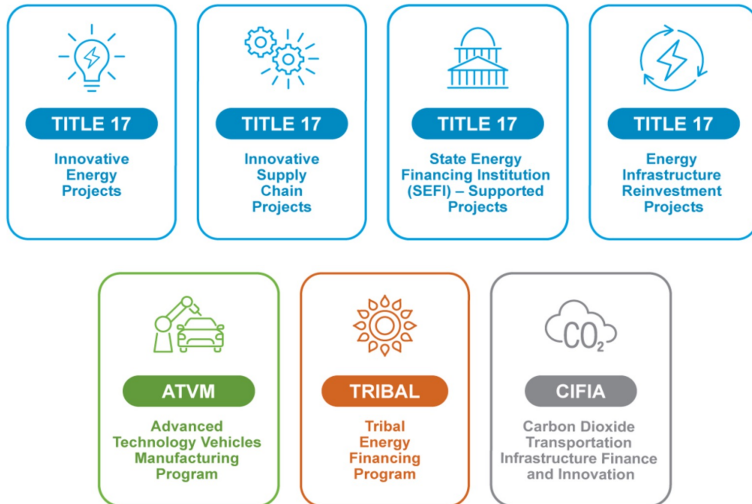 TITLE 17
Innovative
Energy
Projects
TITLE 17
Innovative
Supply
Chain
Projects
TITLE 17
State Energy
Financing Institution
(SEFI) – Supported
Projects
TITLE 17
Energy
Infrastructure
Reinvestment
Projects
ATVM
Advanced
Technology Vehicles
Manufacturing
Program
TRIBAL
Tribal
Energy
Financing
Program
CO₂
CIFIA
Carbon Dioxide
Transportation
Infrastructure Finance
and Innovation